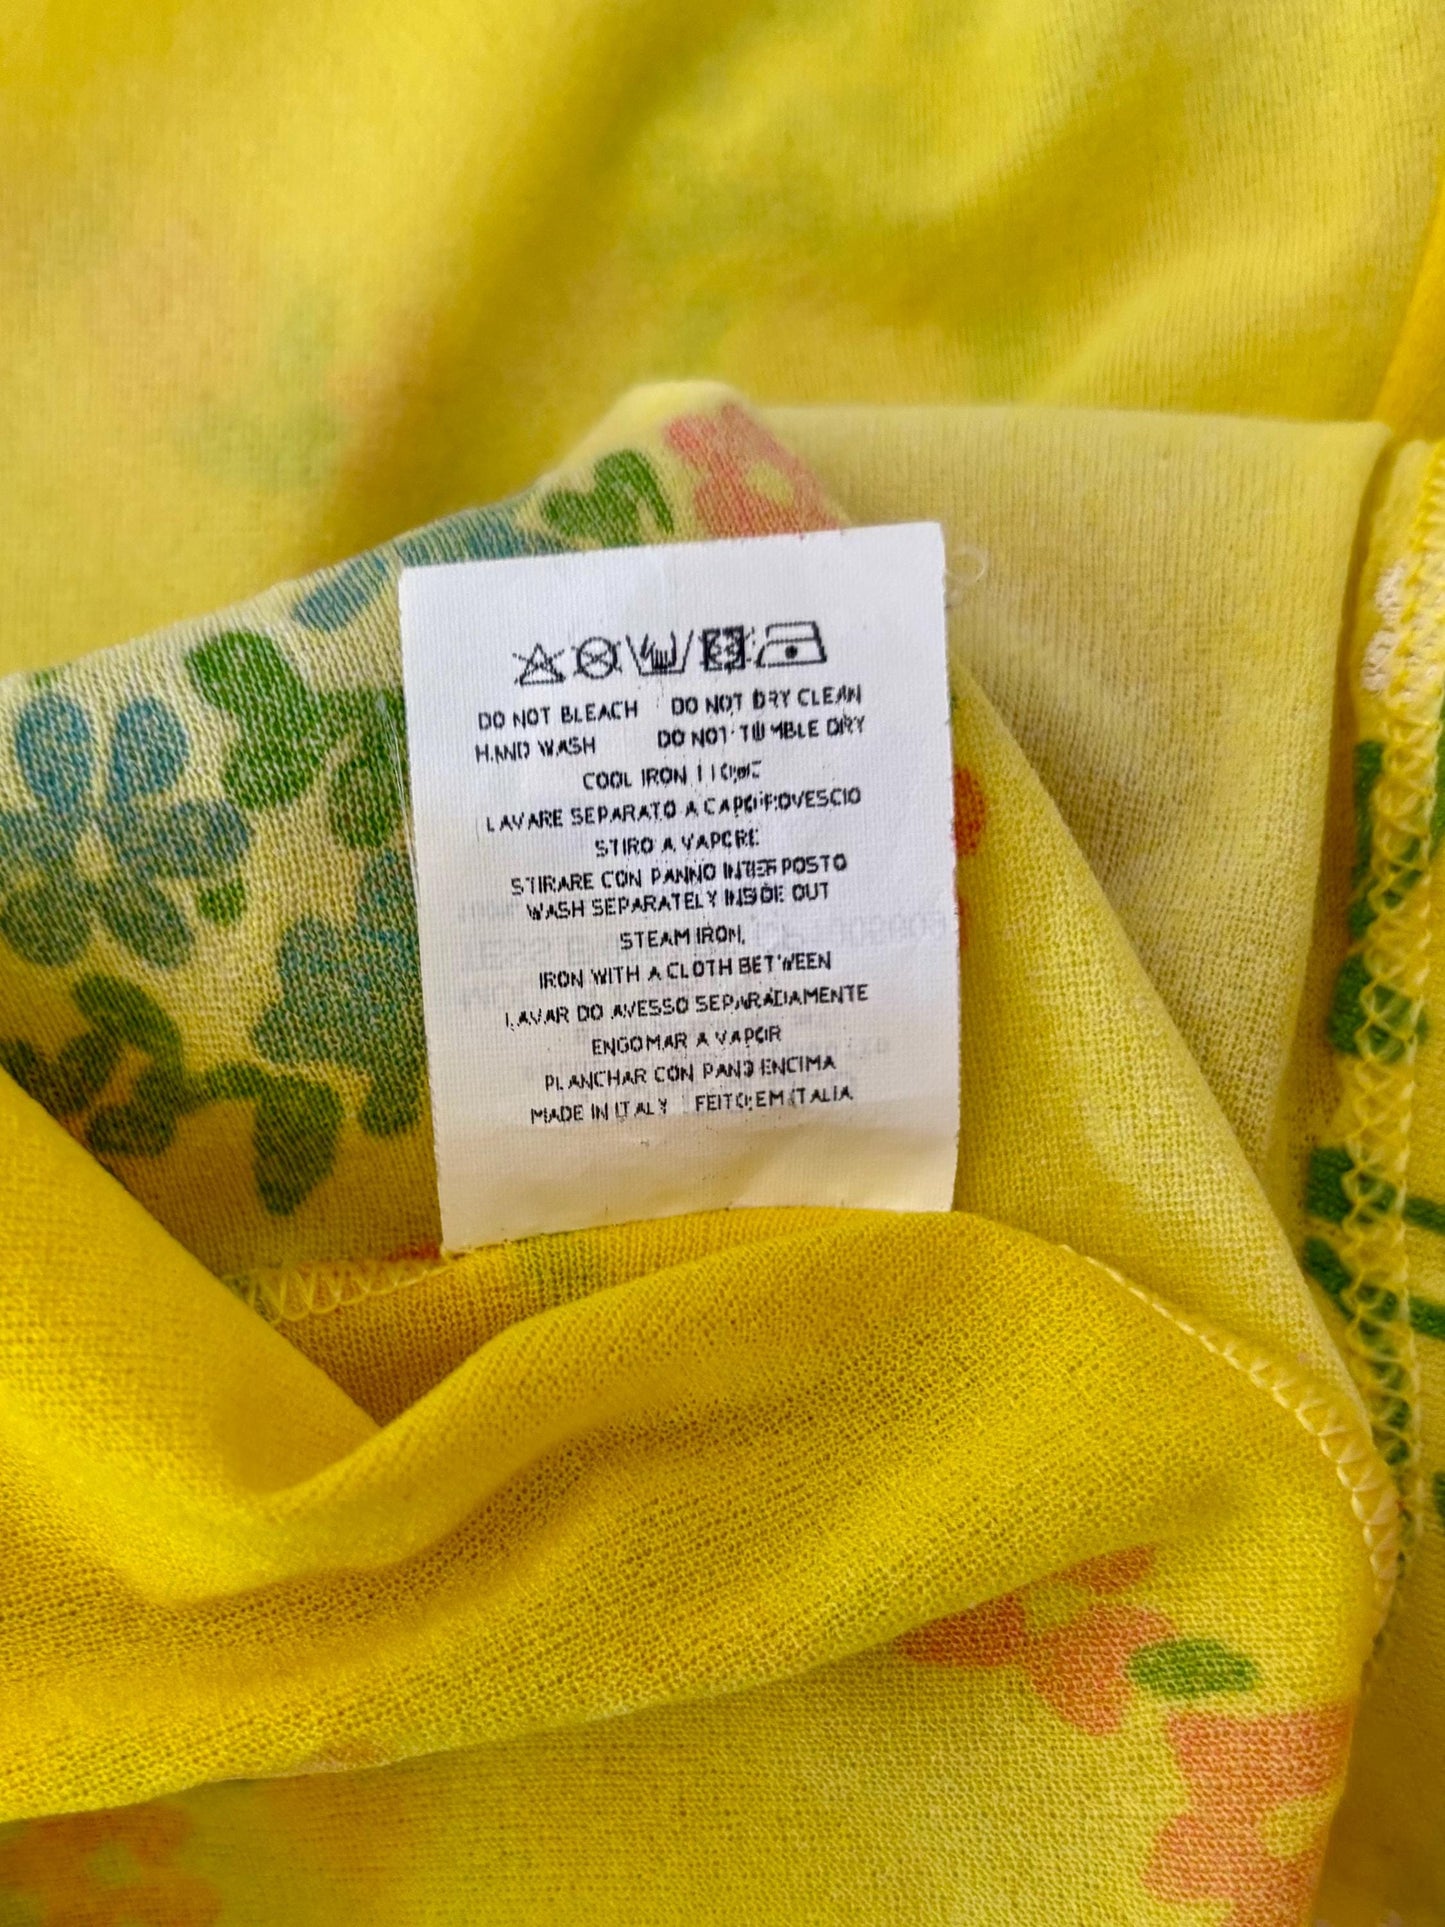 DO NOT BLEACH DO NOT DRY CLEAN
HAND WASH DO NOT TUMBLE DRY
COOL IRON 110°C
LAVARE SEPARATO A CAPO ROVESCIO
STIRO A VAPORE
STIRARE CON PANNO INTERPOSTO
WASH SEPARATELY INSIDE OUT
STEAM IRON,
IRON WITH A CLOTH BETWEEN
LAVAR DO AVESSO SEPARADAMENTE
ENGOMAR A VAPOR
PLANCHAR CON PANO ENCIMA
MADE IN ITALY FEITO EM ITALIA